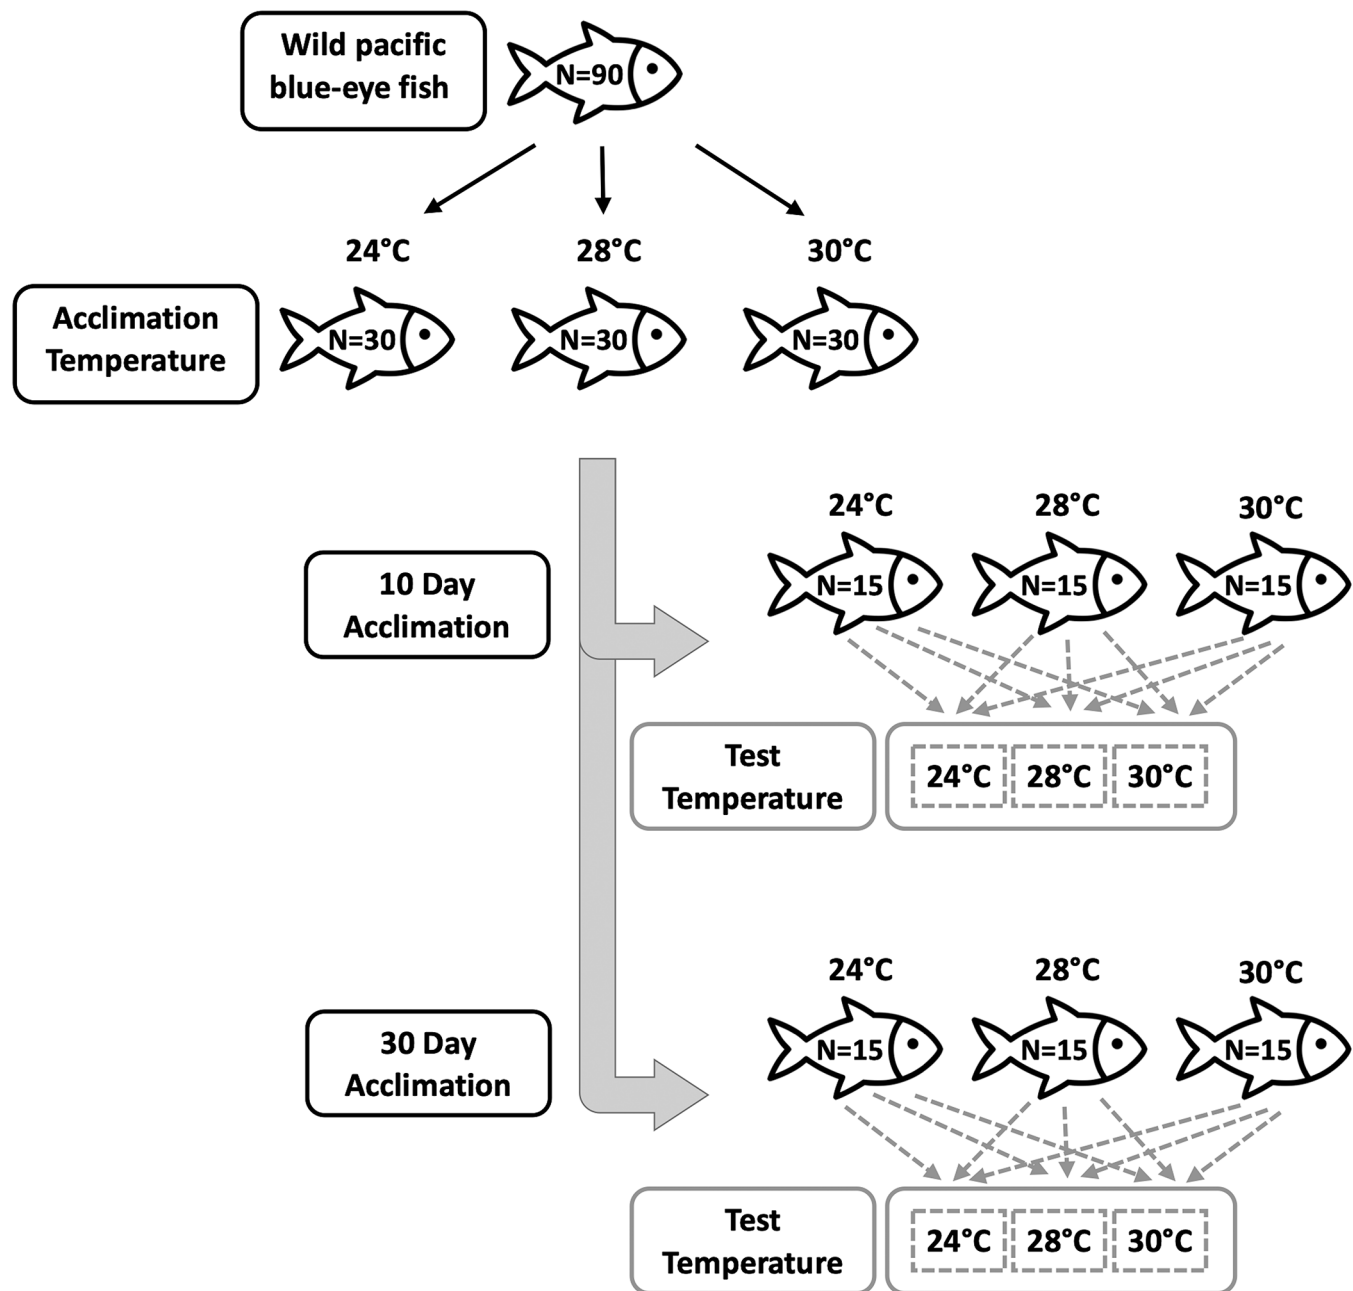 Wild pacific
blue-eye fish
N=90
24°C
28°C
30°C
Acclimation
Temperature
N=30
N=30
N=30
10 Day
Acclimation
24°C
28°C
30°C
N=15
N=15
N=15
Test
Temperature
24°C
28°C
30°C
30 Day
Acclimation
24°C
28°C
30°C
N=15
N=15
N=15
Test
Temperature
24°C
28°C
30°C